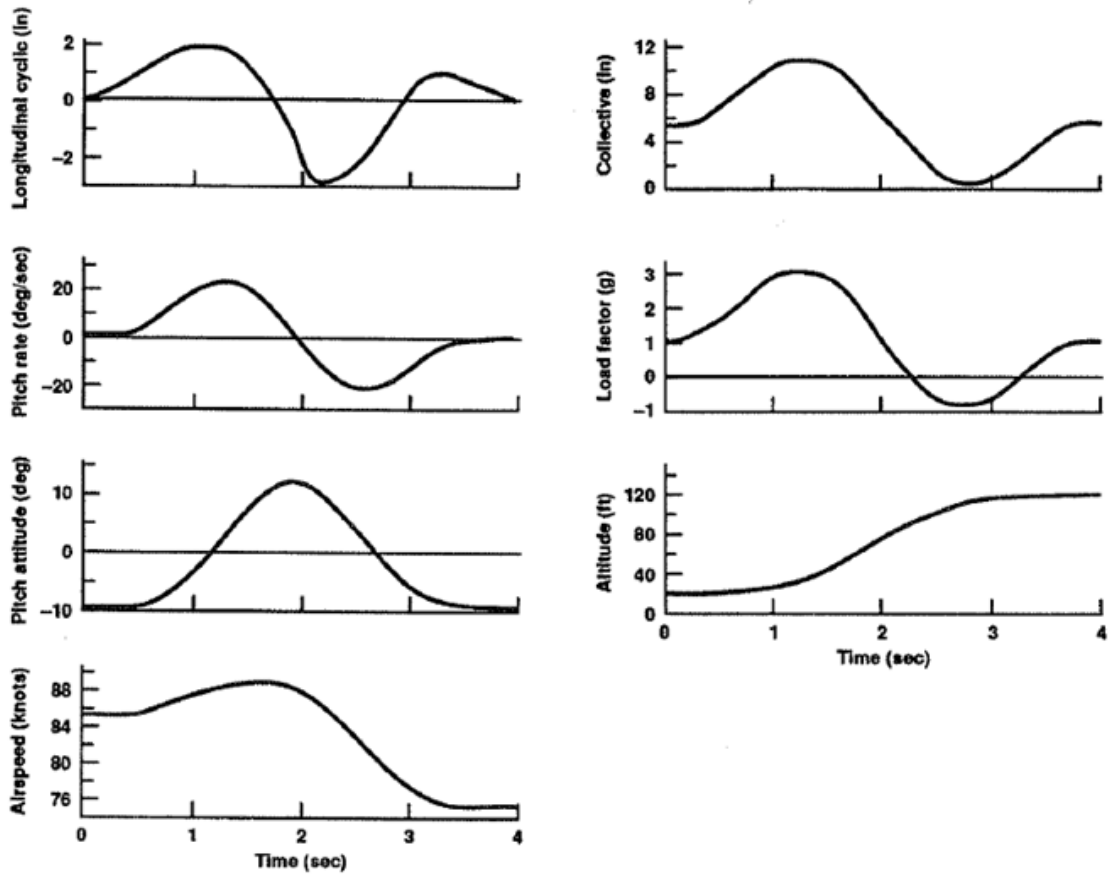 Longitudinal cyclic (in)
2
0
−2
Collective (in)
12
8
4
0
Pitch rate (deg/sec)
20
0
−20
Load factor (g)
3
2
1
0
−1
Pitch attitude (deg)
10
0
−10
Altitude (ft)
120
80
40
0
0 1 2 3 4
Time (sec)
Airspeed (knots)
88
84
80
76
0 1 2 3 4
Time (sec)